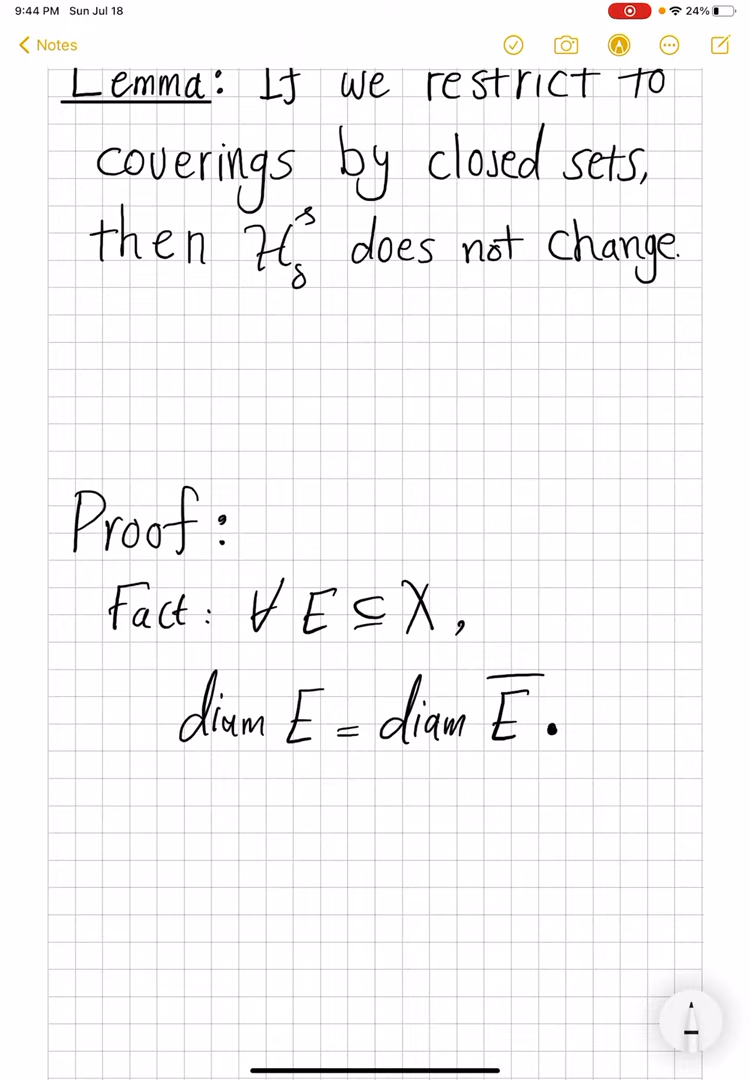 9:44 PM Sun Jul 18 24%
Notes
Lemma: If we restrict to
coverings by closed sets,
then ℋ_δ^s does not change.
Proof:
Fact: ∀ E ⊆ X,
diam E = diam E̅.